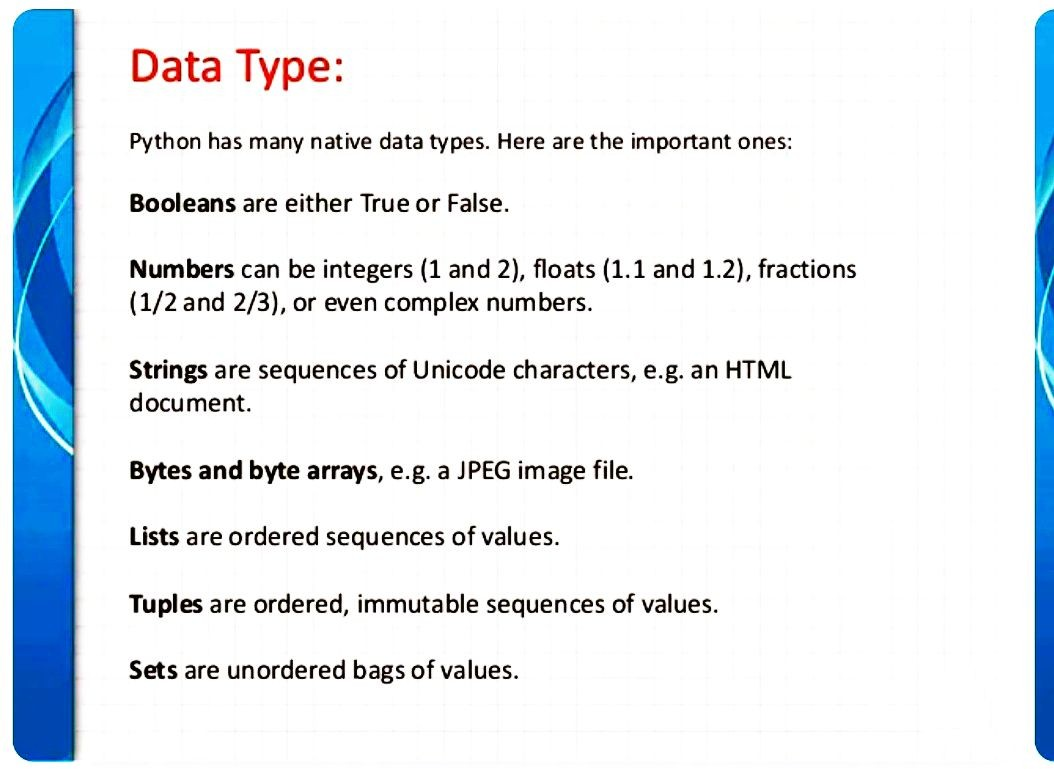 Data Type:
Python has many native data types. Here are the important ones:
Booleans are either True or False.
Numbers can be integers (1 and 2), floats (1.1 and 1.2), fractions
(1/2 and 2/3), or even complex numbers.
Strings are sequences of Unicode characters, e.g. an HTML
document.
Bytes and byte arrays, e.g. a JPEG image file.
Lists are ordered sequences of values.
Tuples are ordered, immutable sequences of values.
Sets are unordered bags of values.